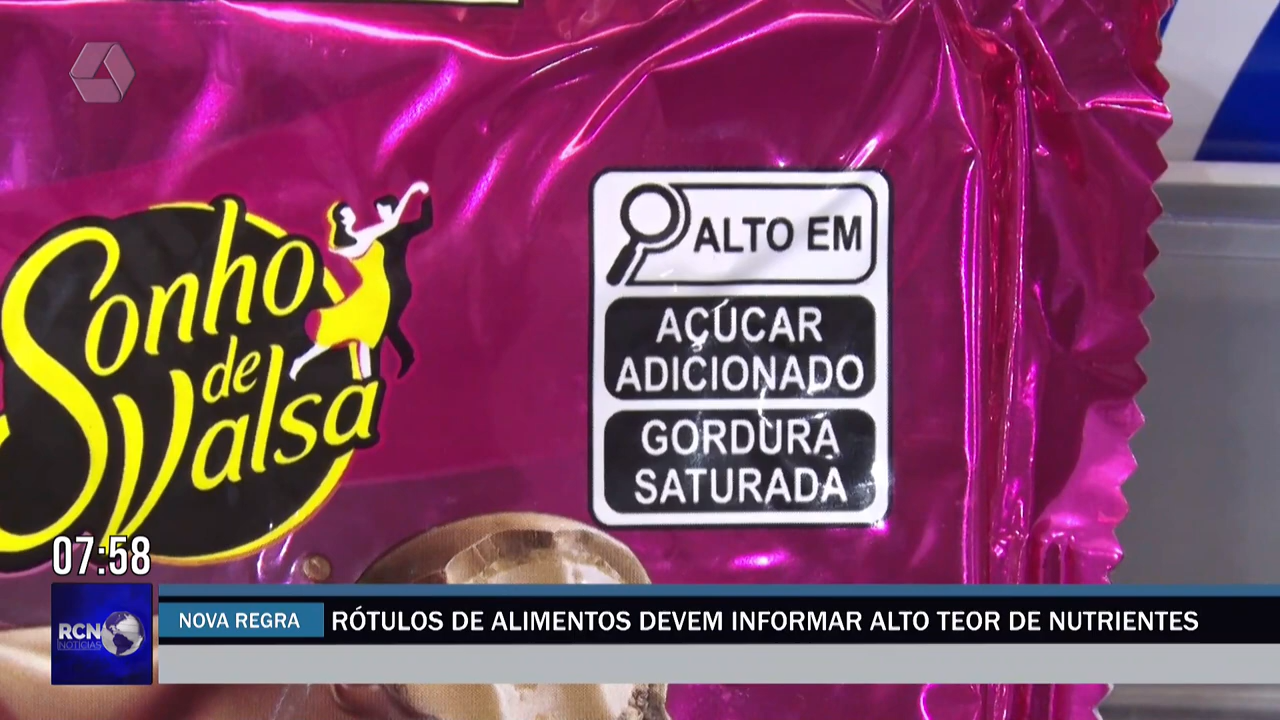 Sonho
de
Valsa
ALTO EM
AÇÚCAR
ADICIONADO
GORDURA
SATURADA
07:58
RCN
NOTÍCIAS
NOVA REGRA
RÓTULOS DE ALIMENTOS DEVEM INFORMAR ALTO TEOR DE NUTRIENTES